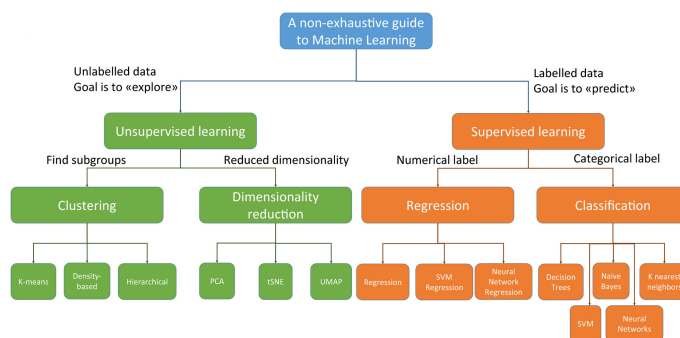 A non-exhaustive guide
to Machine Learning
Unlabelled data
Goal is to «explore»
Labelled data
Goal is to «predict»
Unsupervised learning
Supervised learning
Find subgroups
Reduced dimensionality
Numerical label
Categorical label
Clustering
Dimensionality
reduction
Regression
Classification
K-means
Density-
based
Hierarchical
PCA
tSNE
UMAP
Regression
SVM
Regression
Neural
Network
Regression
Decision
Trees
Naive
Bayes
K nearest
neighbors
SVM
Neural
Networks